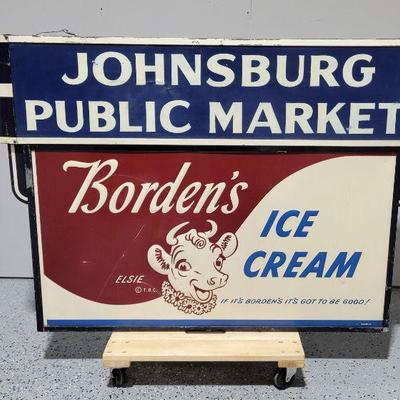 JOHNSBURG
PUBLIC MARKET
Borden's
ICE
CREAM
ELSIE
© T.B.C.
IF IT'S BORDEN'S IT'S GOT TO BE GOOD!